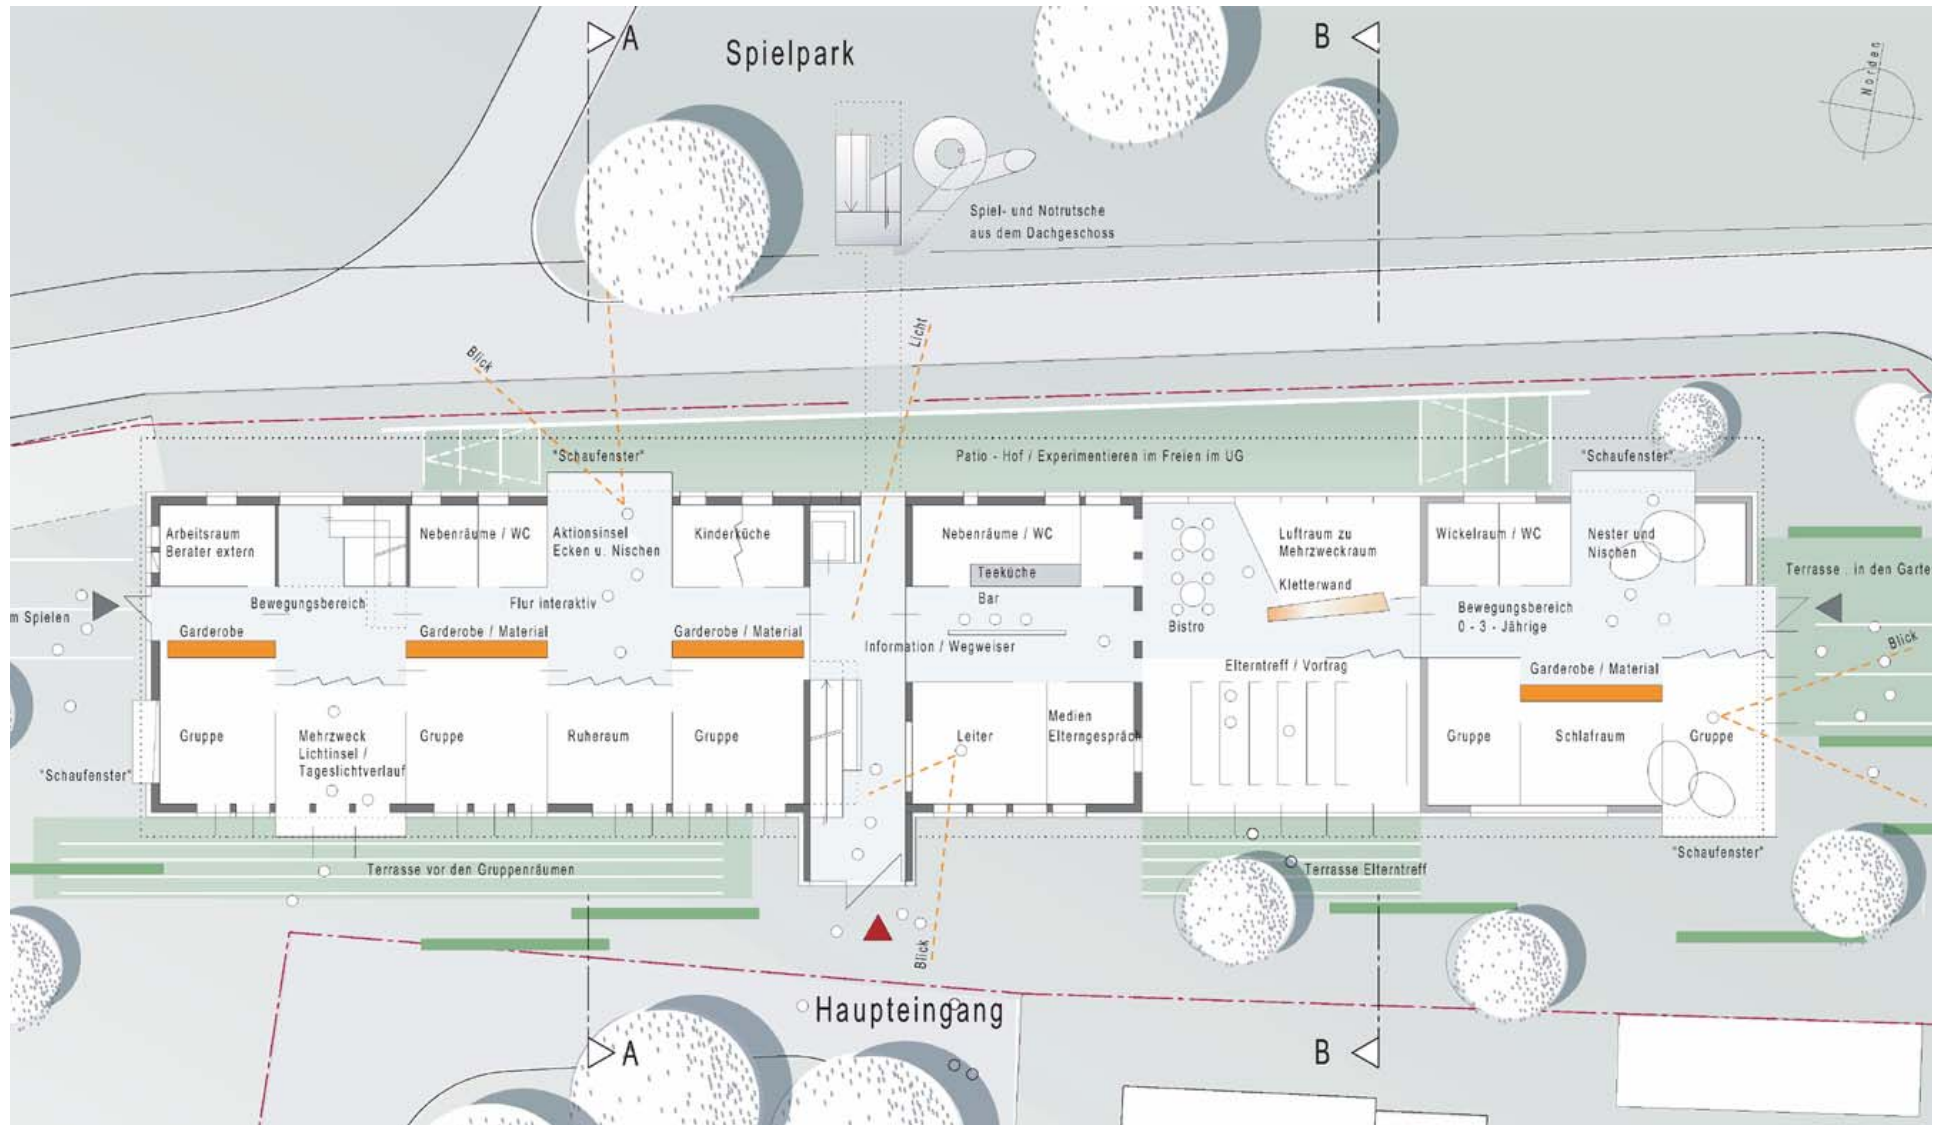 A
Spielpark
B
Norden
Spiel- und Notrutsche
aus dem Dachgeschoss
Licht
Blick
"Schaufenster"
Patio - Hof / Experimentieren im Freien im UG
"Schaufenster"
Arbeitsraum
Berater extern
Nebenräume / WC
Aktionsinsel
Ecken u. Nischen
Kinderküche
Nebenräume / WC
Luftraum zu
Mehrzweckraum
Wickelraum / WC
Nester und
Nischen
Teeküche
Terrasse . in den Garte
Kletterwand
Bewegungsbereich
Flur interaktiv
Bar
Bewegungsbereich
0 - 3 - Jährige
m Spielen
Garderobe
Garderobe / Material
Garderobe / Material
Bistro
Information / Wegweiser
Blick
Elterntreff / Vortrag
Garderobe / Material
Gruppe
Mehrzweck
Lichtinsel /
Tageslichtverlauf
Gruppe
Ruheraum
Gruppe
Leiter
Medien
Elterngespräch
Gruppe
Schlafraum
Gruppe
"Schaufenster"
"Schaufenster"
Terrasse vor den Gruppenräumen
Terrasse Elterntreff
Blick
Haupteingang
A
B